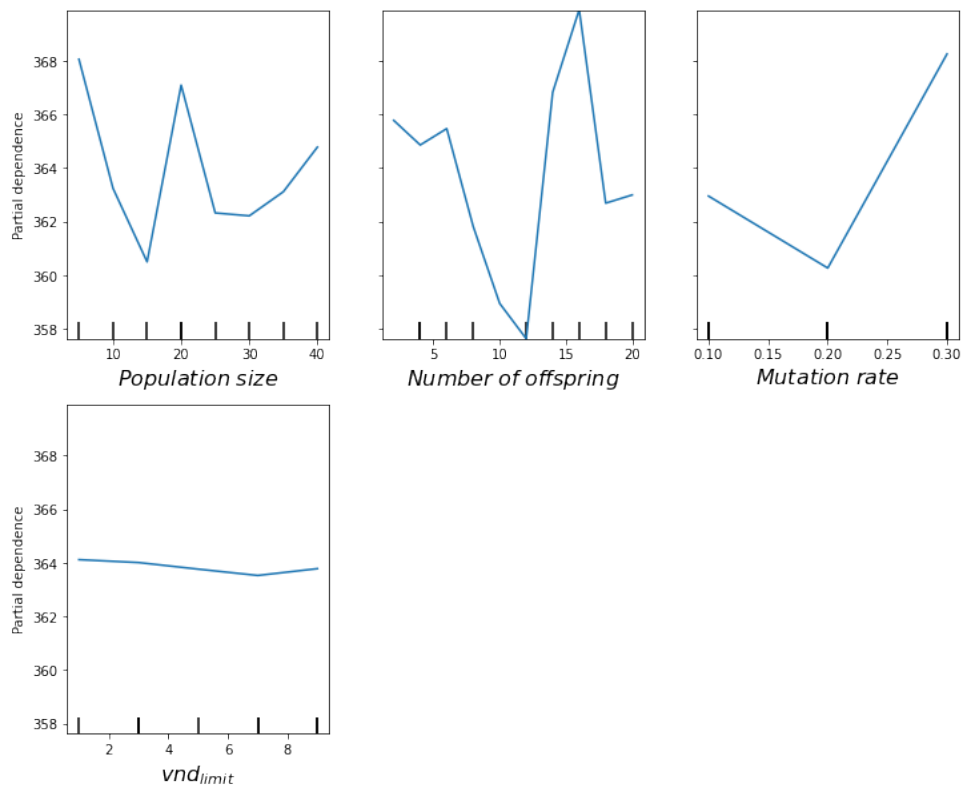 Partial dependence
368
366
364
362
360
358
10 20 30 40
Population size
5 10 15 20
Number of offspring
0.10 0.15 0.20 0.25 0.30
Mutation rate
Partial dependence
368
366
364
362
360
358
2 4 6 8
vnd_limit